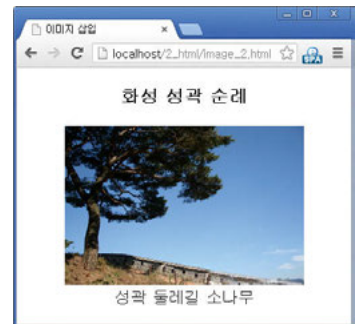 이미지 삽입
localhost/2_html/image_2.html
SPA
화성 성곽 순례
성곽 둘레길 소나무